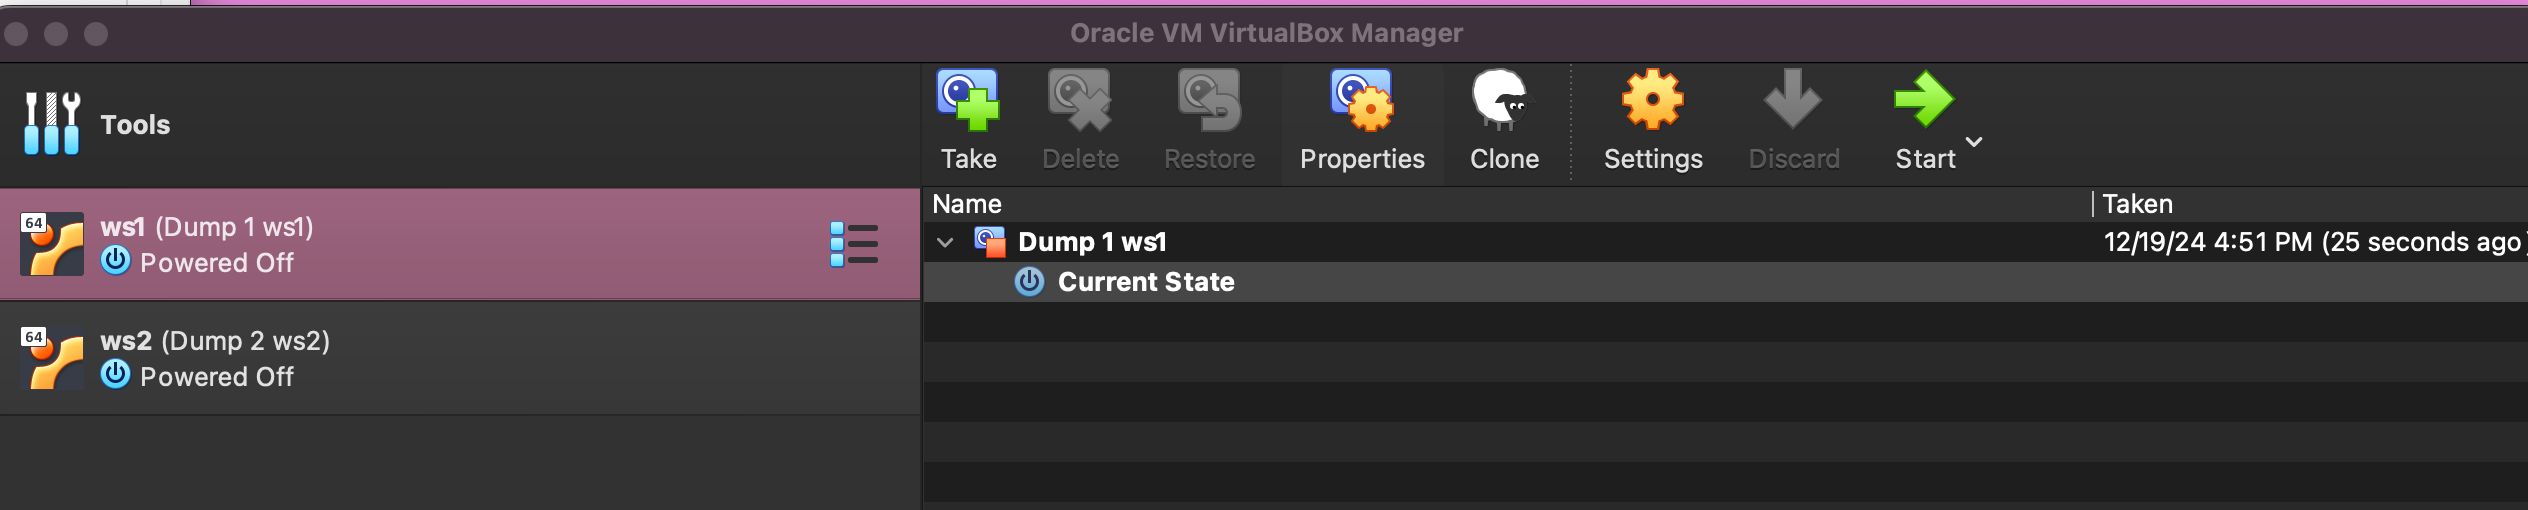 Oracle VM VirtualBox Manager
Tools
Take Delete Restore Properties Clone Settings Discard Start
64 ws1 (Dump 1 ws1)
Powered Off
64 ws2 (Dump 2 ws2)
Powered Off
Name Taken
Dump 1 ws1 12/19/24 4:51 PM (25 seconds ago)
Current State